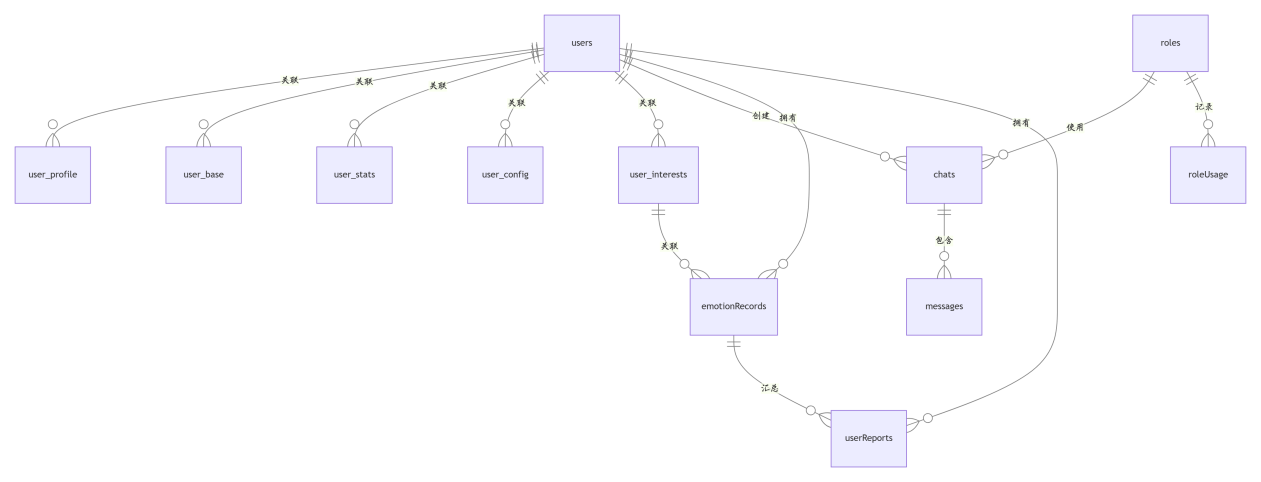 users
roles
关联
关联
关联
关联
关联
创建
拥有
拥有
使用
记录
user_profile
user_base
user_stats
user_config
user_interests
chats
roleUsage
关联
包含
emotionRecords
messages
汇总
userReports